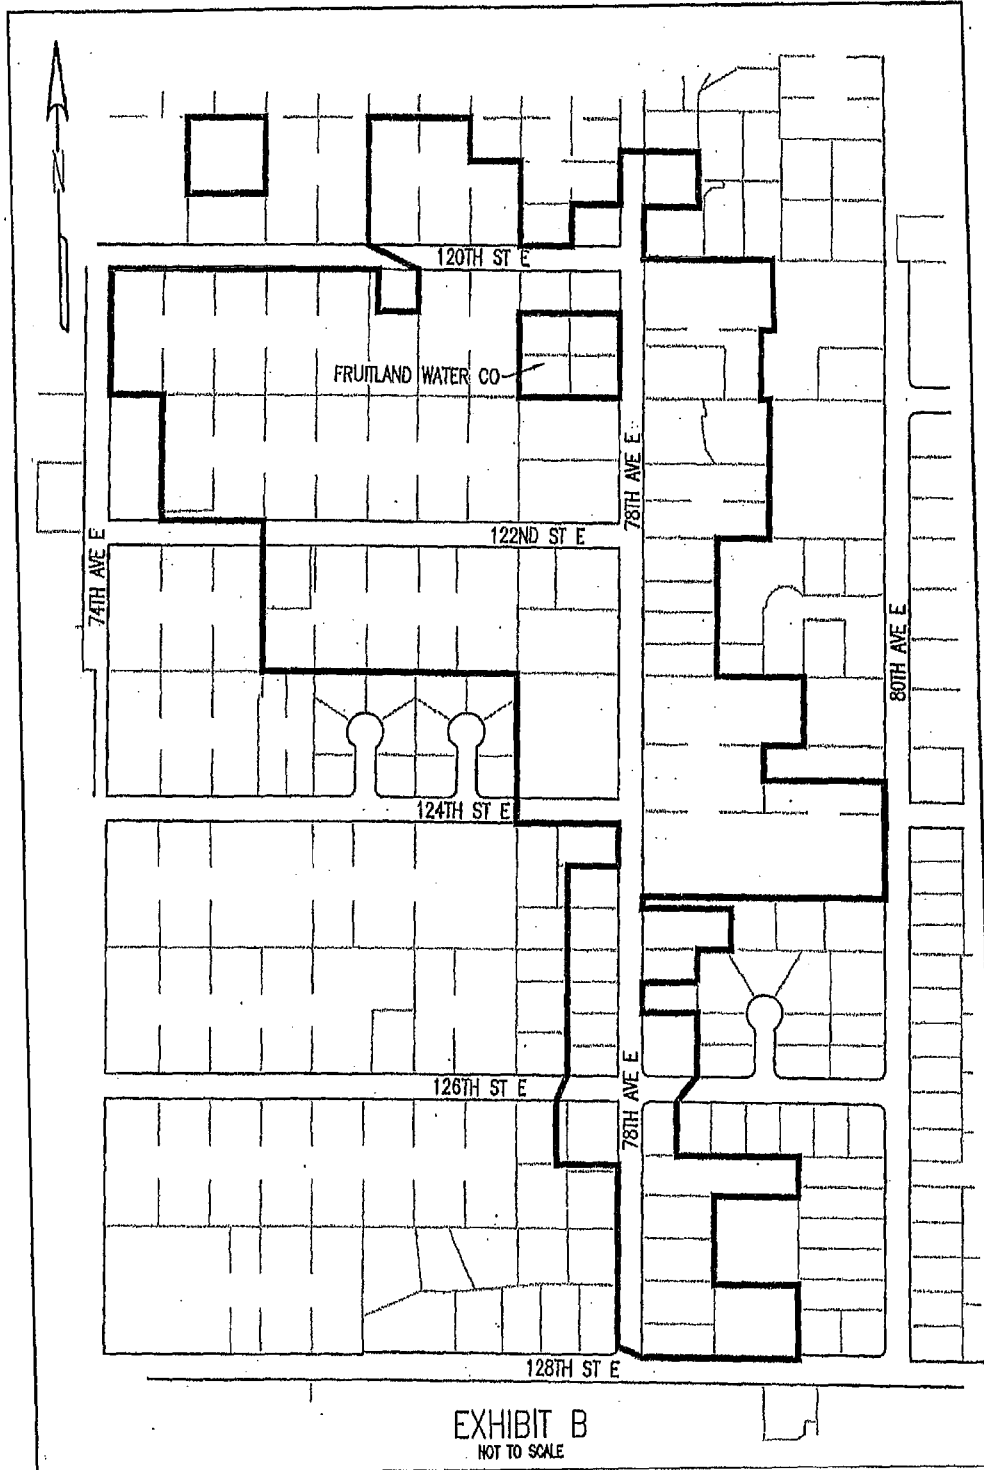 N
120TH ST E
FRUITLAND WATER CO
78TH AVE E
122ND ST E
74TH AVE E
80TH AVE E
124TH ST E
126TH ST E
78TH AVE E
128TH ST E
EXHIBIT B
NOT TO SCALE